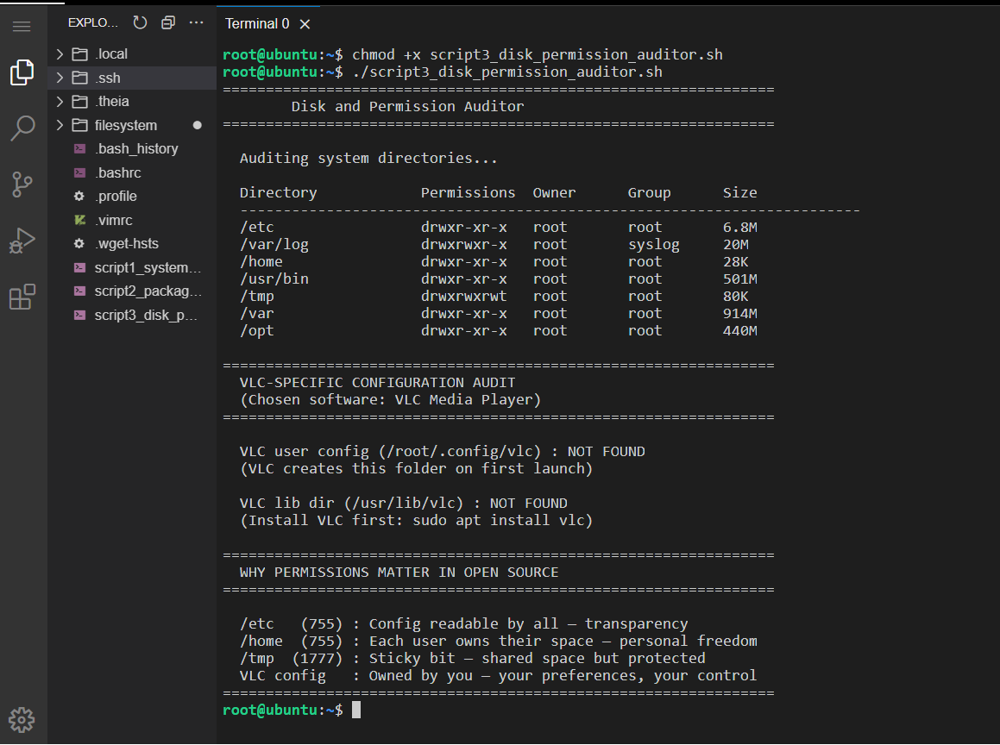 EXPLO... ...
.local
.ssh
.theia
filesystem
.bash_history
.bashrc
.profile
.vimrc
.wget-hsts
script1_system...
script2_packag...
script3_disk_p...
Terminal 0
root@ubuntu:~$ chmod +x script3_disk_permission_auditor.sh
root@ubuntu:~$ ./script3_disk_permission_auditor.sh
================================================================
Disk and Permission Auditor
================================================================
Auditing system directories...
Directory Permissions Owner Group Size
------------------------------------------------------------------------
/etc drwxr-xr-x root root 6.8M
/var/log drwxrwxr-x root syslog 20M
/home drwxr-xr-x root root 28K
/usr/bin drwxr-xr-x root root 501M
/tmp drwxrwxrwt root root 80K
/var drwxr-xr-x root root 914M
/opt drwxr-xr-x root root 440M
================================================================
VLC-SPECIFIC CONFIGURATION AUDIT
(Chosen software: VLC Media Player)
================================================================
VLC user config (/root/.config/vlc) : NOT FOUND
(VLC creates this folder on first launch)
VLC lib dir (/usr/lib/vlc) : NOT FOUND
(Install VLC first: sudo apt install vlc)
================================================================
WHY PERMISSIONS MATTER IN OPEN SOURCE
================================================================
/etc (755) : Config readable by all — transparency
/home (755) : Each user owns their space — personal freedom
/tmp (1777) : Sticky bit — shared space but protected
VLC config : Owned by you — your preferences, your control
================================================================
root@ubuntu:~$